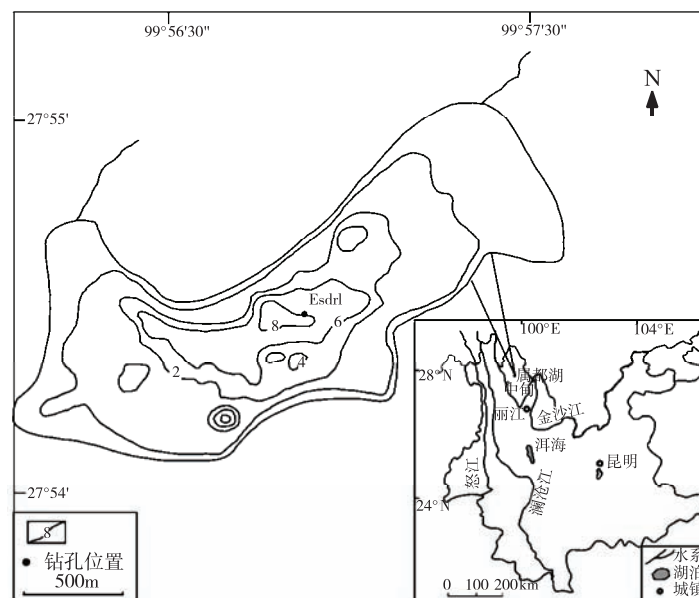 99°56'30"
99°57'30"
N
27°55'
Esdrl
8
6
2
4
27°54'
8
钻孔位置
500m
100°E
104°E
28°N
属都湖
中甸
丽江
金沙江
洱海
昆明
怒江
澜沧江
24°N
0 100 200km
水系
湖泊
城镇